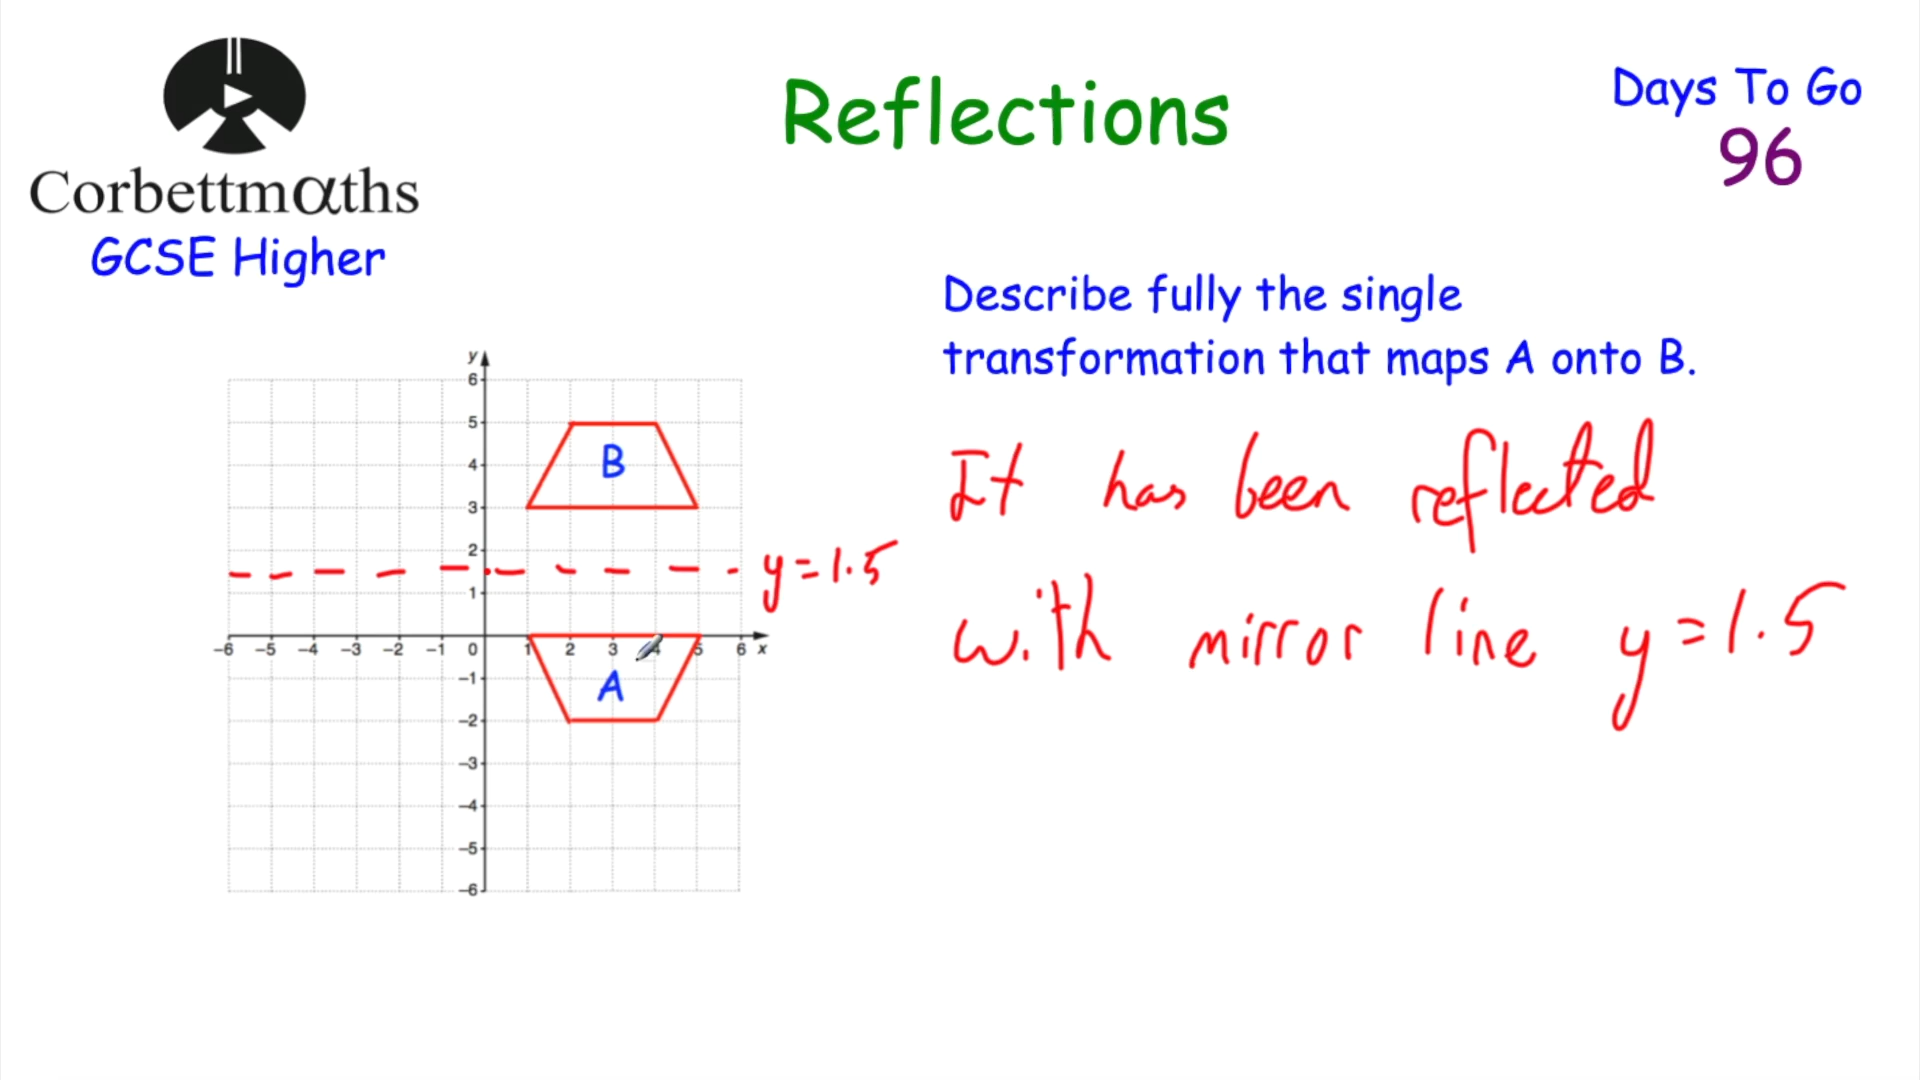 Corbettmαths
GCSE Higher
Reflections
Days To Go
96
Describe fully the single
transformation that maps A onto B.
It has been reflected
with mirror line y = 1.5
y
6
5
B
4
3
2
y = 1.5
1
-6 -5 -4 -3 -2 -1 0 1 2 3 4 5 6 x
-1
A
-2
-3
-4
-5
-6